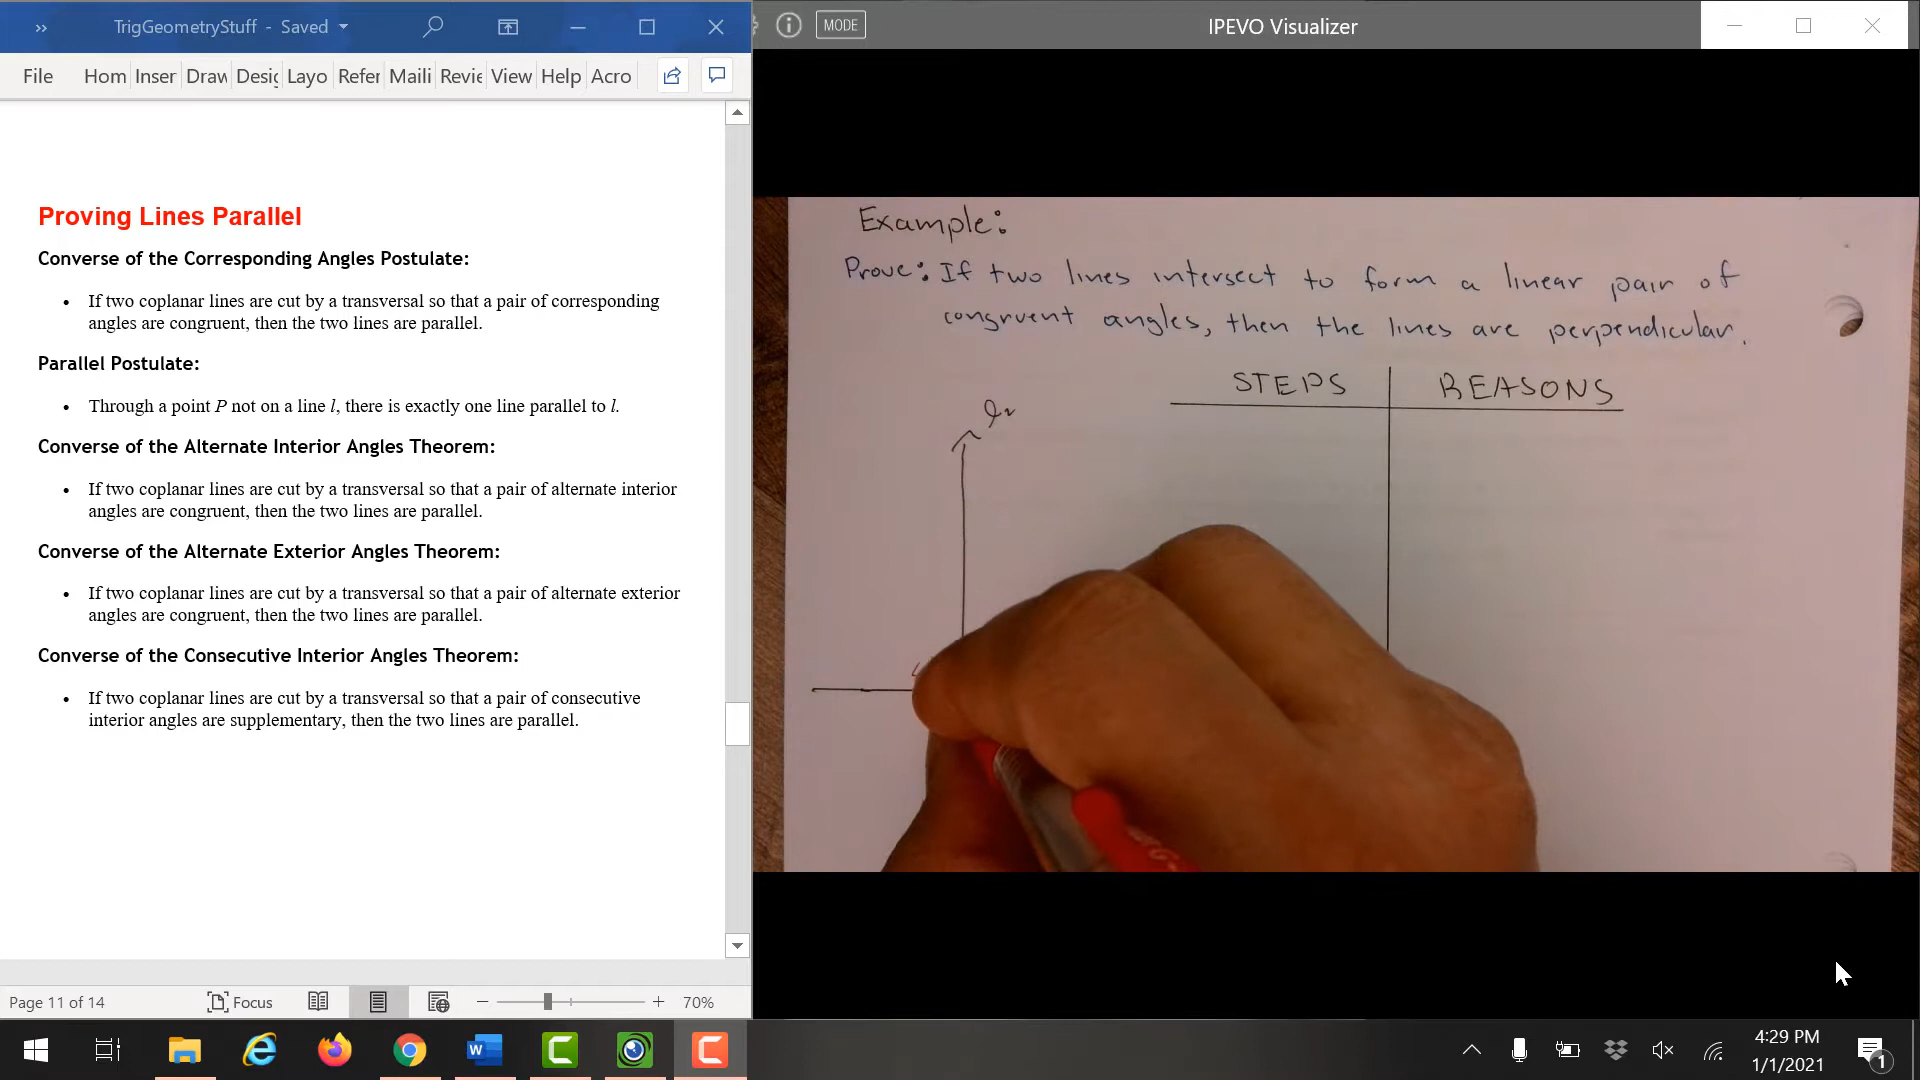 TrigGeometryStuff - Saved
MODE
IPEVO Visualizer
File Hom Inser Draw Desig Layo Refer Maili Revie View Help Acro
Proving Lines Parallel
Converse of the Corresponding Angles Postulate:
• If two coplanar lines are cut by a transversal so that a pair of corresponding
angles are congruent, then the two lines are parallel.
Parallel Postulate:
• Through a point P not on a line l, there is exactly one line parallel to l.
Converse of the Alternate Interior Angles Theorem:
• If two coplanar lines are cut by a transversal so that a pair of alternate interior
angles are congruent, then the two lines are parallel.
Converse of the Alternate Exterior Angles Theorem:
• If two coplanar lines are cut by a transversal so that a pair of alternate exterior
angles are congruent, then the two lines are parallel.
Converse of the Consecutive Interior Angles Theorem:
• If two coplanar lines are cut by a transversal so that a pair of consecutive
interior angles are supplementary, then the two lines are parallel.
Example:
Prove: If two lines intersect to form a linear pair of
congruent angles, then the lines are perpendicular.
STEPS REASONS
l₂
Page 11 of 14
Focus
70%
4:29 PM
1/1/2021
1